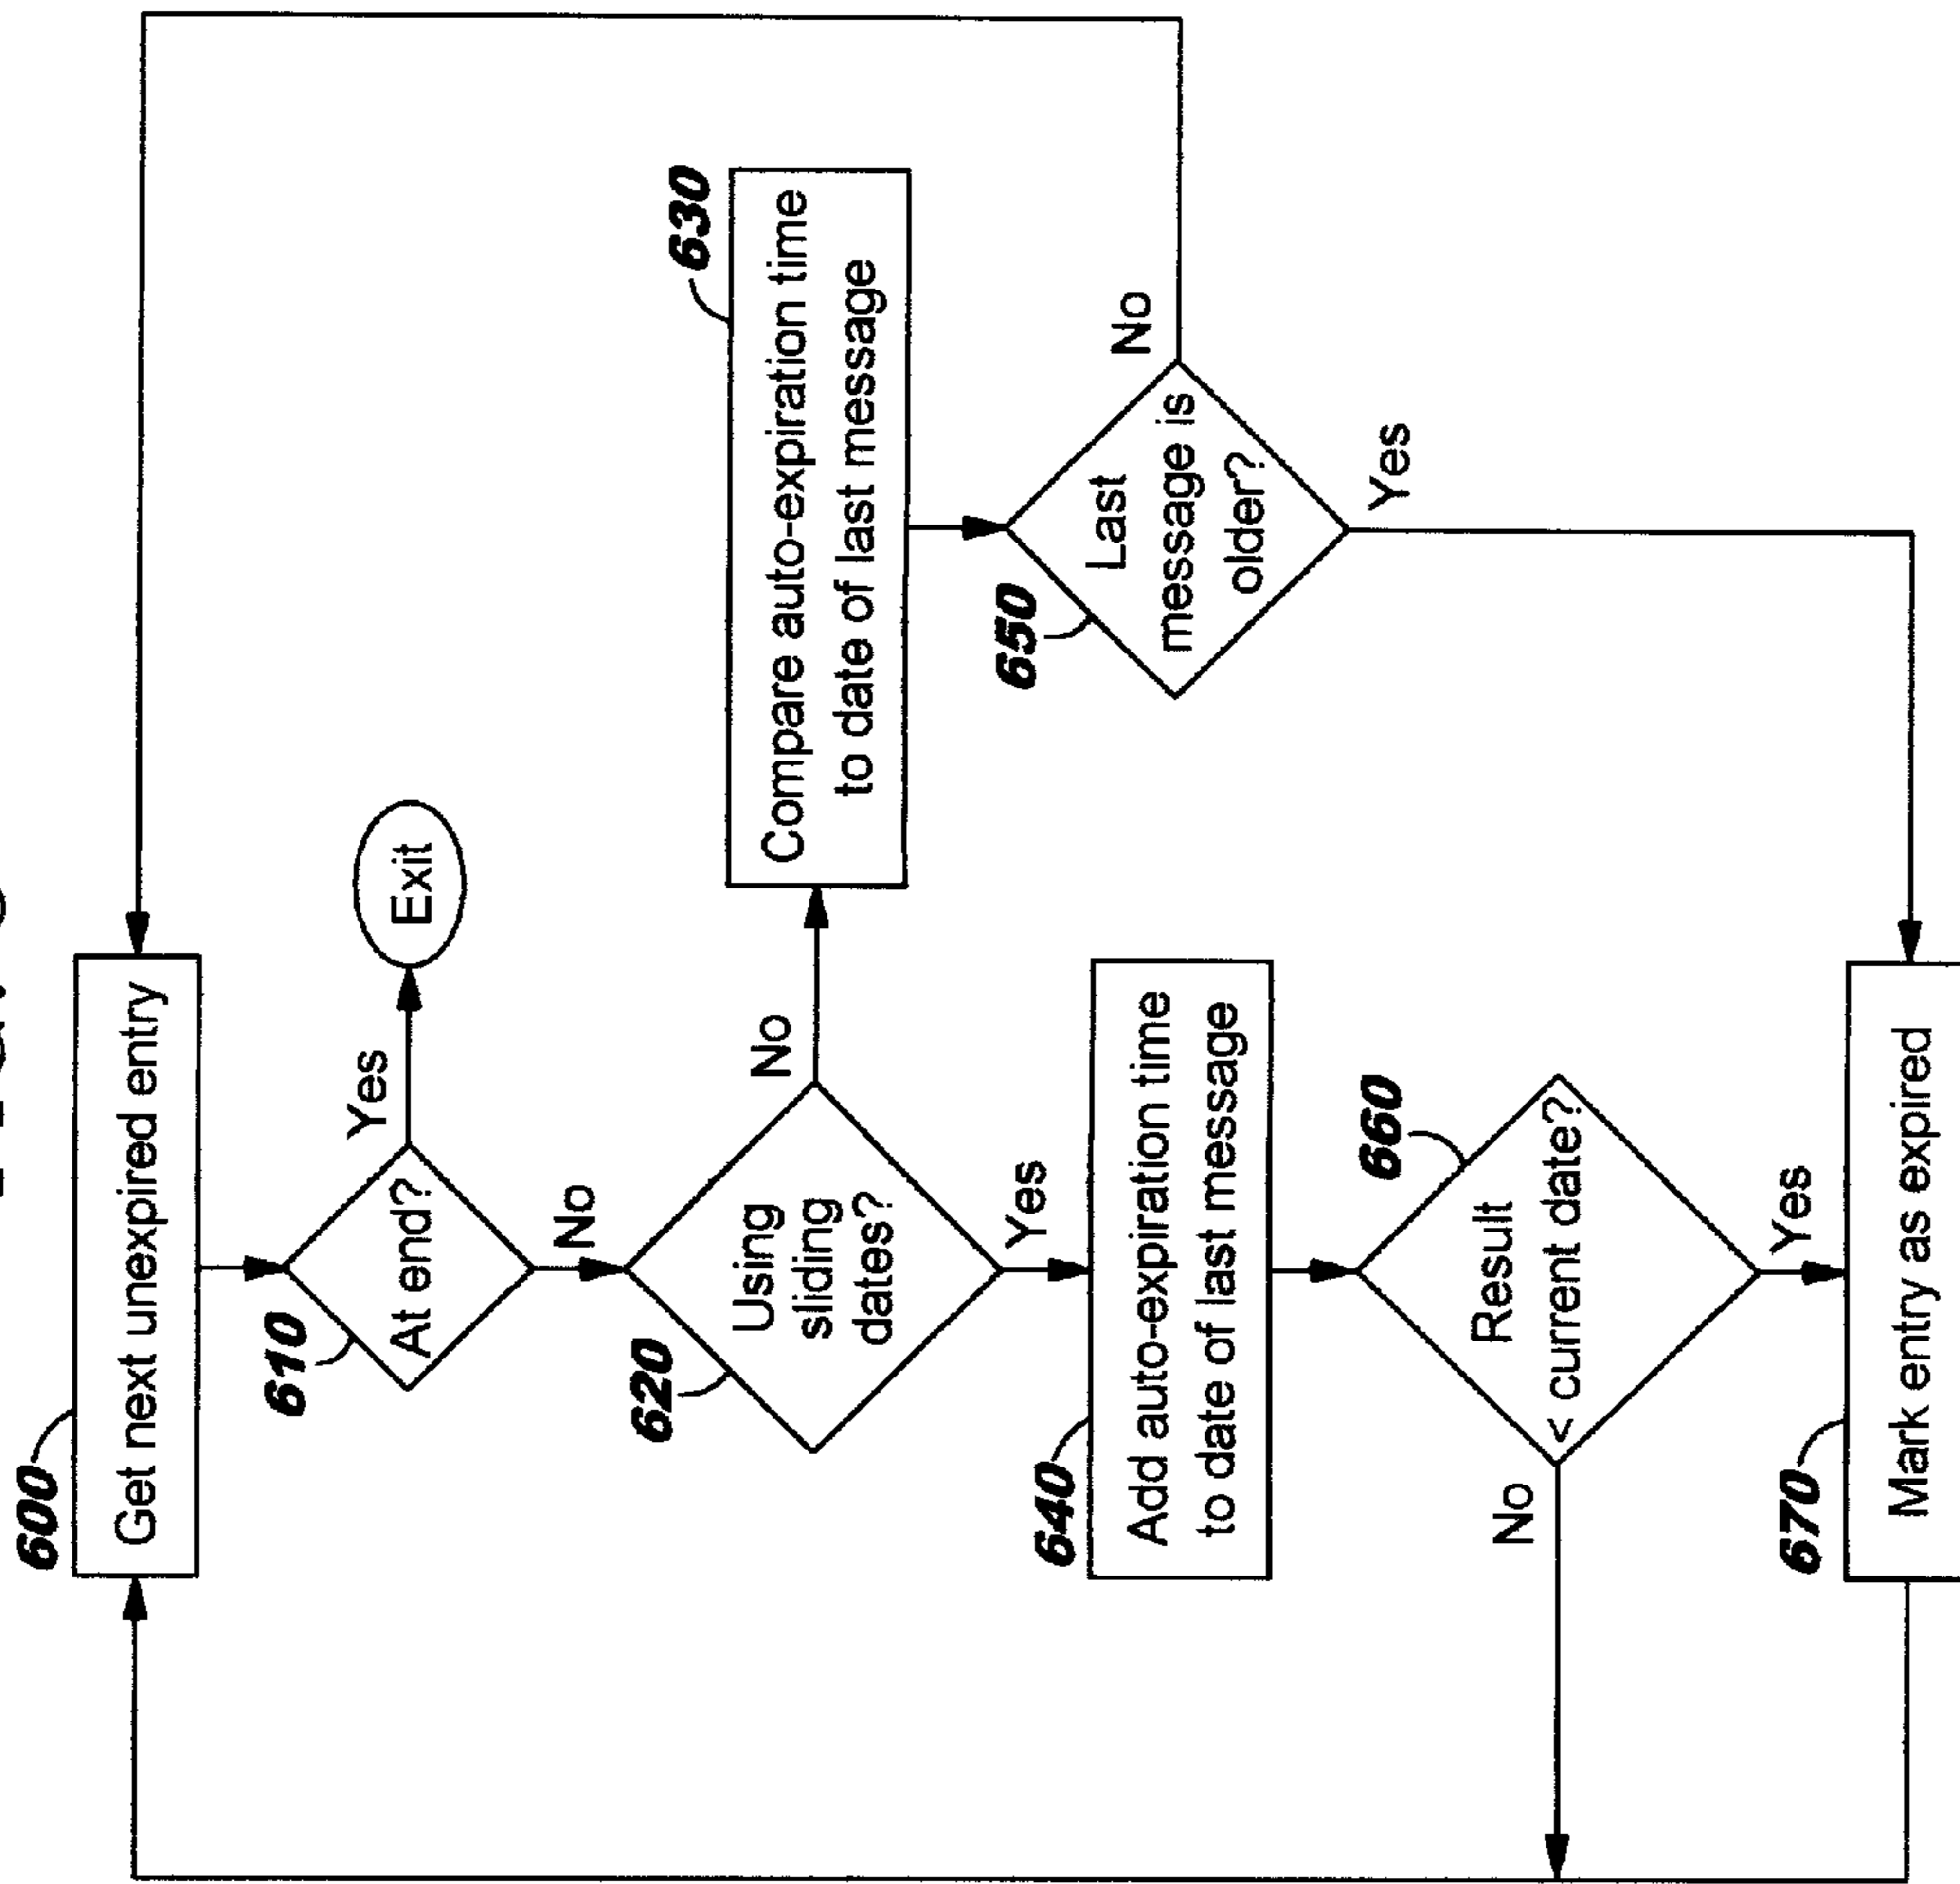 600
Get next unexpired entry
610
At end?
Yes
Exit
No
620
Using
sliding
dates?
No
630
Compare auto-expiration time
to date of last message
Yes
640
Add auto-expiration time
to date of last message
650
Last
message is
older?
No
Yes
660
Result
< current date?
No
Yes
670
Mark entry as expired